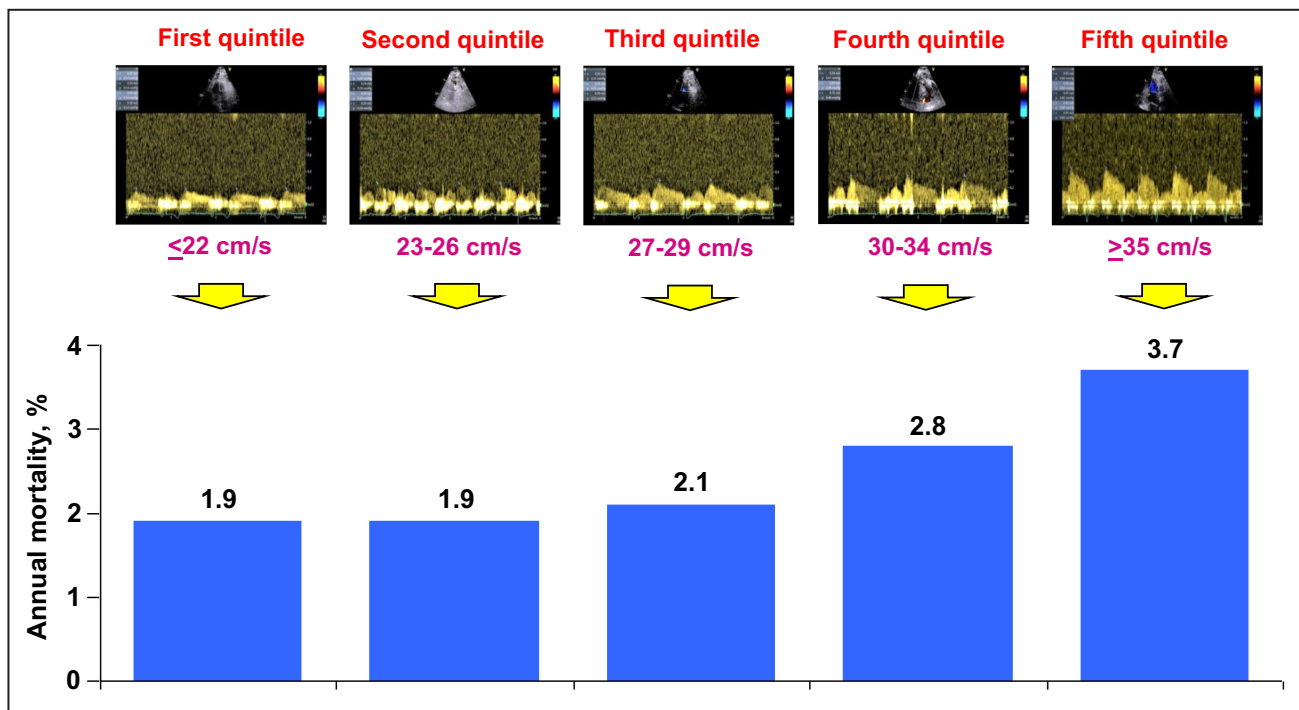 First quintile Second quintile Third quintile Fourth quintile Fifth quintile
<22 cm/s 23-26 cm/s 27-29 cm/s 30-34 cm/s >35 cm/s
Annual mortality, %
4
3
2
1
0
1.9 1.9 2.1 2.8 3.7